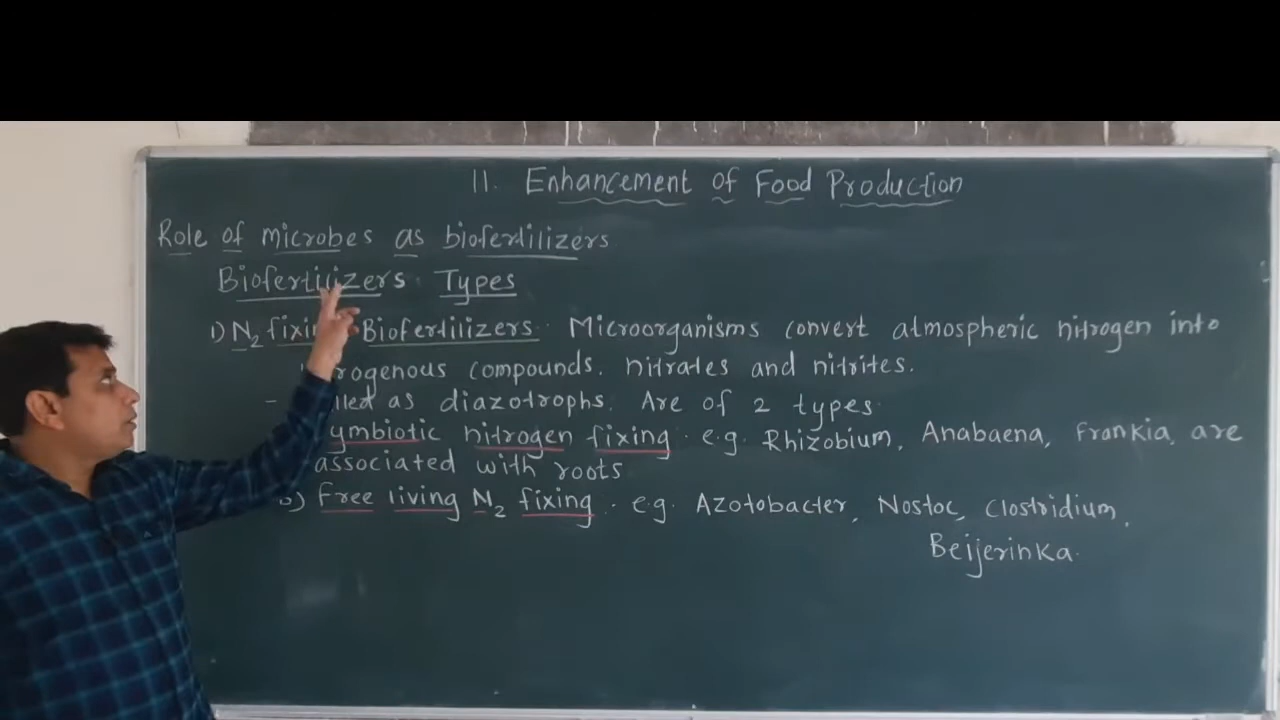 11. Enhancement of Food Production
Role of microbes as biofertilizers
Biofertilizers Types
1) N2 fixin Biofertilizers. Microorganisms convert atmospheric nitrogen into
rogenous compounds. nitrates and nitrites.
- lled as diazotrophs. Are of 2 types.
ymbiotic nitrogen fixing. e.g. Rhizobium, Anabaena, Frankia, are
associated with roots
b) Free living N2 fixing. e.g. Azotobacter, Nostoc, Clostridium,
Beijerinka.